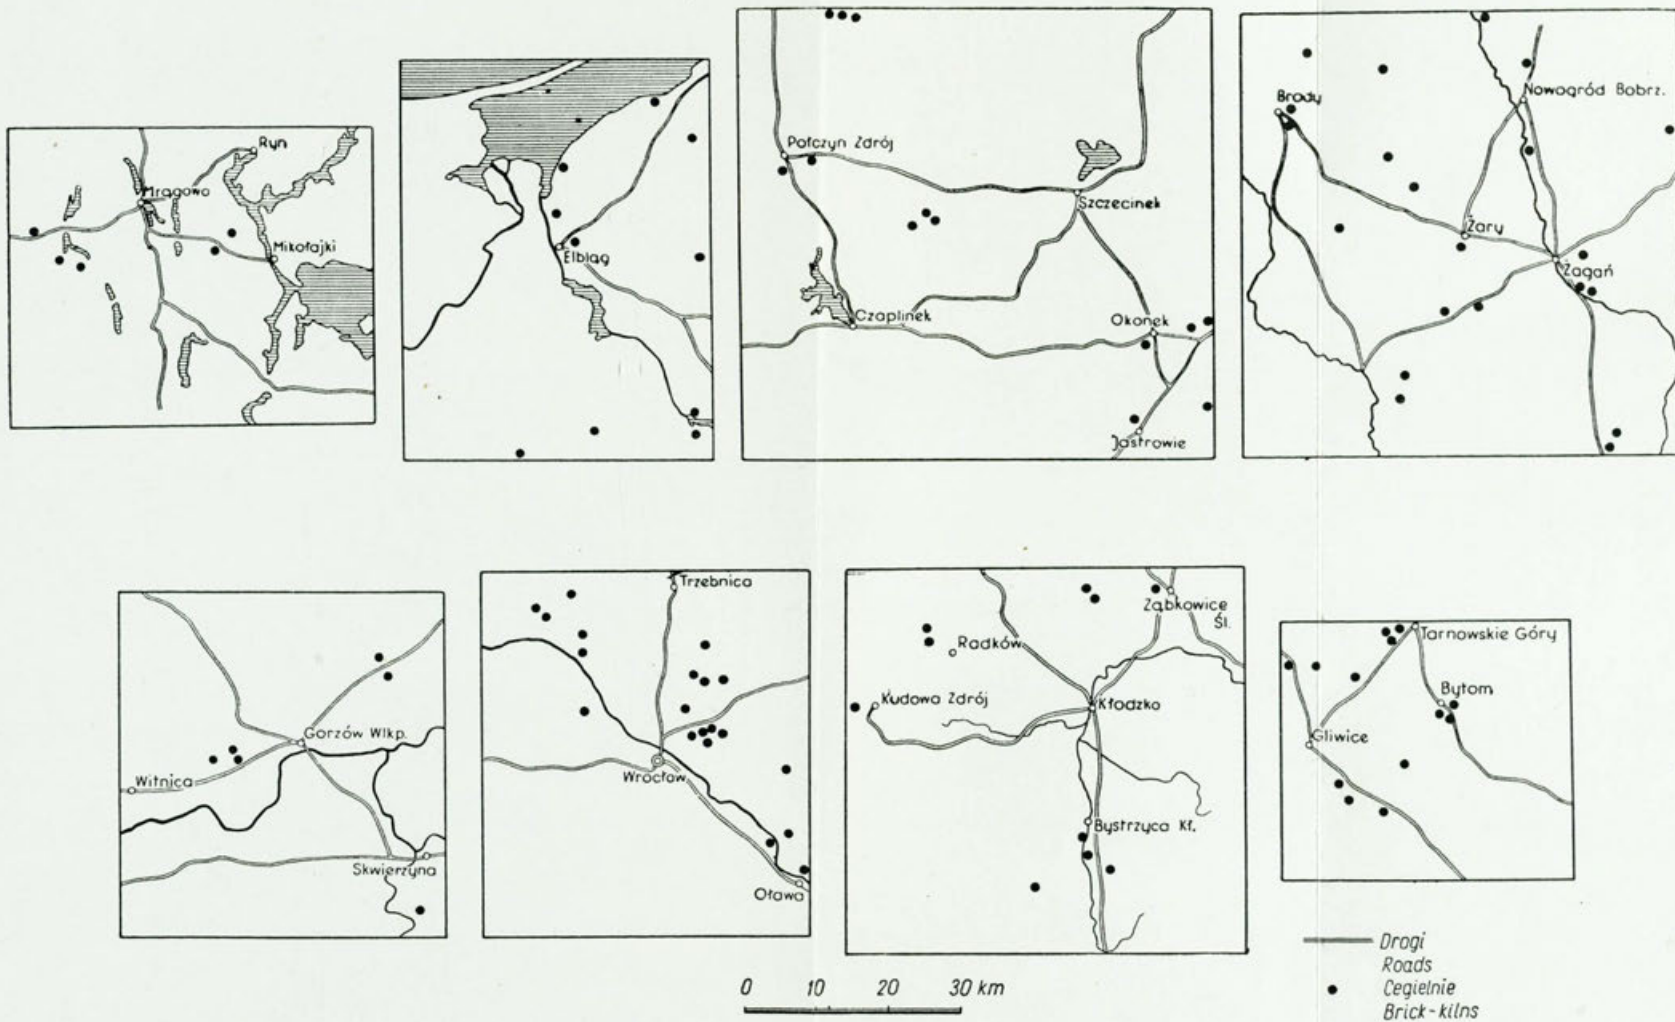 Ryn
Mrągowo
Mikołajki
Elbląg
Połczyn Zdrój
Szczecinek
Czaplinek
Okonek
Jastrowie
Brody
Nowogród Bobrz.
Żary
Żagań
Gorzów Wlkp.
Witnica
Skwierzyna
Trzebnica
Wrocław
Oława
Ząbkowice
Śl.
Radków
Kudowa Zdrój
Kłodzko
Bystrzyca Kł.
Tarnowskie Góry
Bytom
Gliwice
0 10 20 30 km
Drogi
Roads
Cegielnie
Brick-kilns